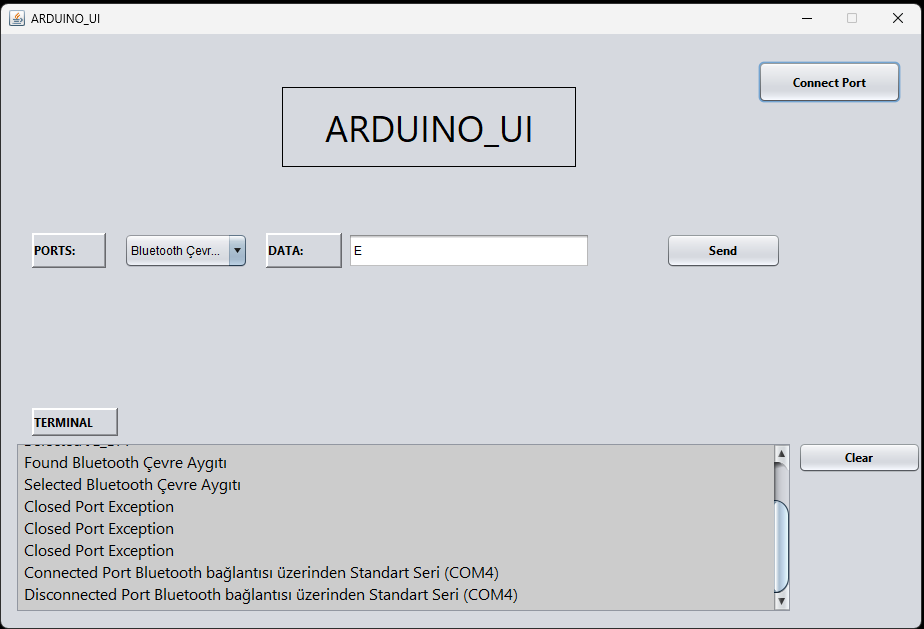 ARDUINO_UI
Connect Port
ARDUINO_UI
PORTS:
Bluetooth Çevr...
DATA:
E
Send
TERMINAL
Found Bluetooth Çevre Aygıtı
Clear
Selected Bluetooth Çevre Aygıtı
Closed Port Exception
Closed Port Exception
Closed Port Exception
Connected Port Bluetooth bağlantısı üzerinden Standart Seri (COM4)
Disconnected Port Bluetooth bağlantısı üzerinden Standart Seri (COM4)